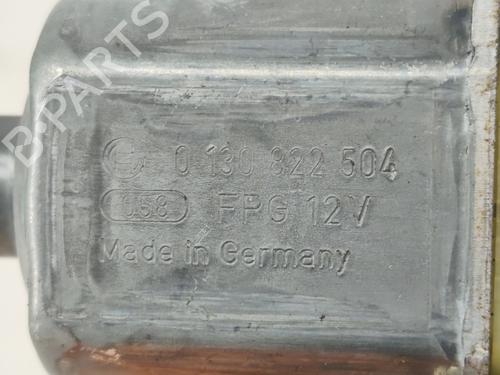 0 130 822 504
058 FPG 12V
Made in Germany
B-PARTS